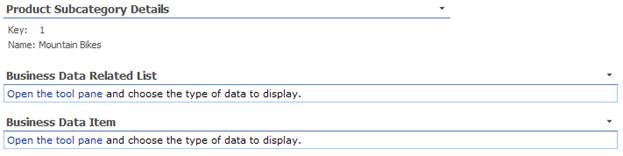 Product Subcategory Details
Key: 1
Name: Mountain Bikes
Business Data Related List
Open the tool pane and choose the type of data to display.
Business Data Item
Open the tool pane and choose the type of data to display.